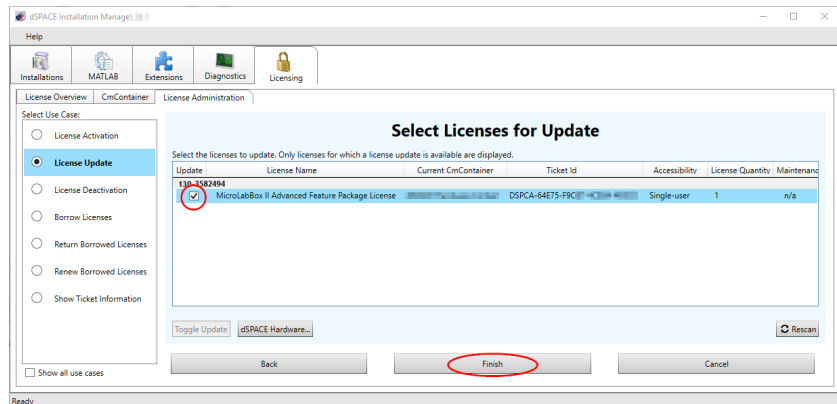 dSPACE Installation Manager
Help
Installations
MATLAB
Extensions
Diagnostics
Licensing
License Overview
CmContainer
License Administration
Select Use Case:
License Activation
License Update
License Deactivation
Borrow Licenses
Return Borrowed Licenses
Renew Borrowed Licenses
Show Ticket Information
Show all use cases
Select Licenses for Update
Select the licenses to update. Only licenses for which a license update is available are displayed.
Update License Name Current CmContainer Ticket Id Accessibility License Quantity Maintenanc
130-3582494
MicroLabBox II Advanced Feature Package License DSPCA-64E75-F9C Single-user 1 n/a
Toggle Update
dSPACE Hardware...
Rescan
Back
Finish
Cancel
Ready